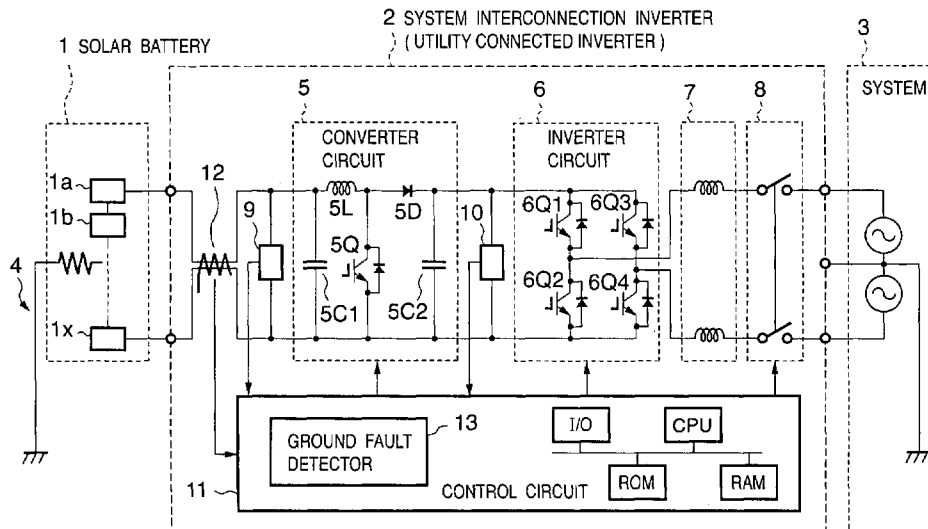 2 SYSTEM INTERCONNECTION INVERTER
( UTILITY CONNECTED INVERTER )
1 SOLAR BATTERY
3
SYSTEM
5
CONVERTER
CIRCUIT
6
INVERTER
CIRCUIT
7
8
1a
1b
1x
4
12
9
5L
5D
5Q
5C1
5C2
10
6Q1
6Q3
6Q2
6Q4
13
GROUND FAULT
DETECTOR
I/O
CPU
ROM
RAM
11
CONTROL CIRCUIT